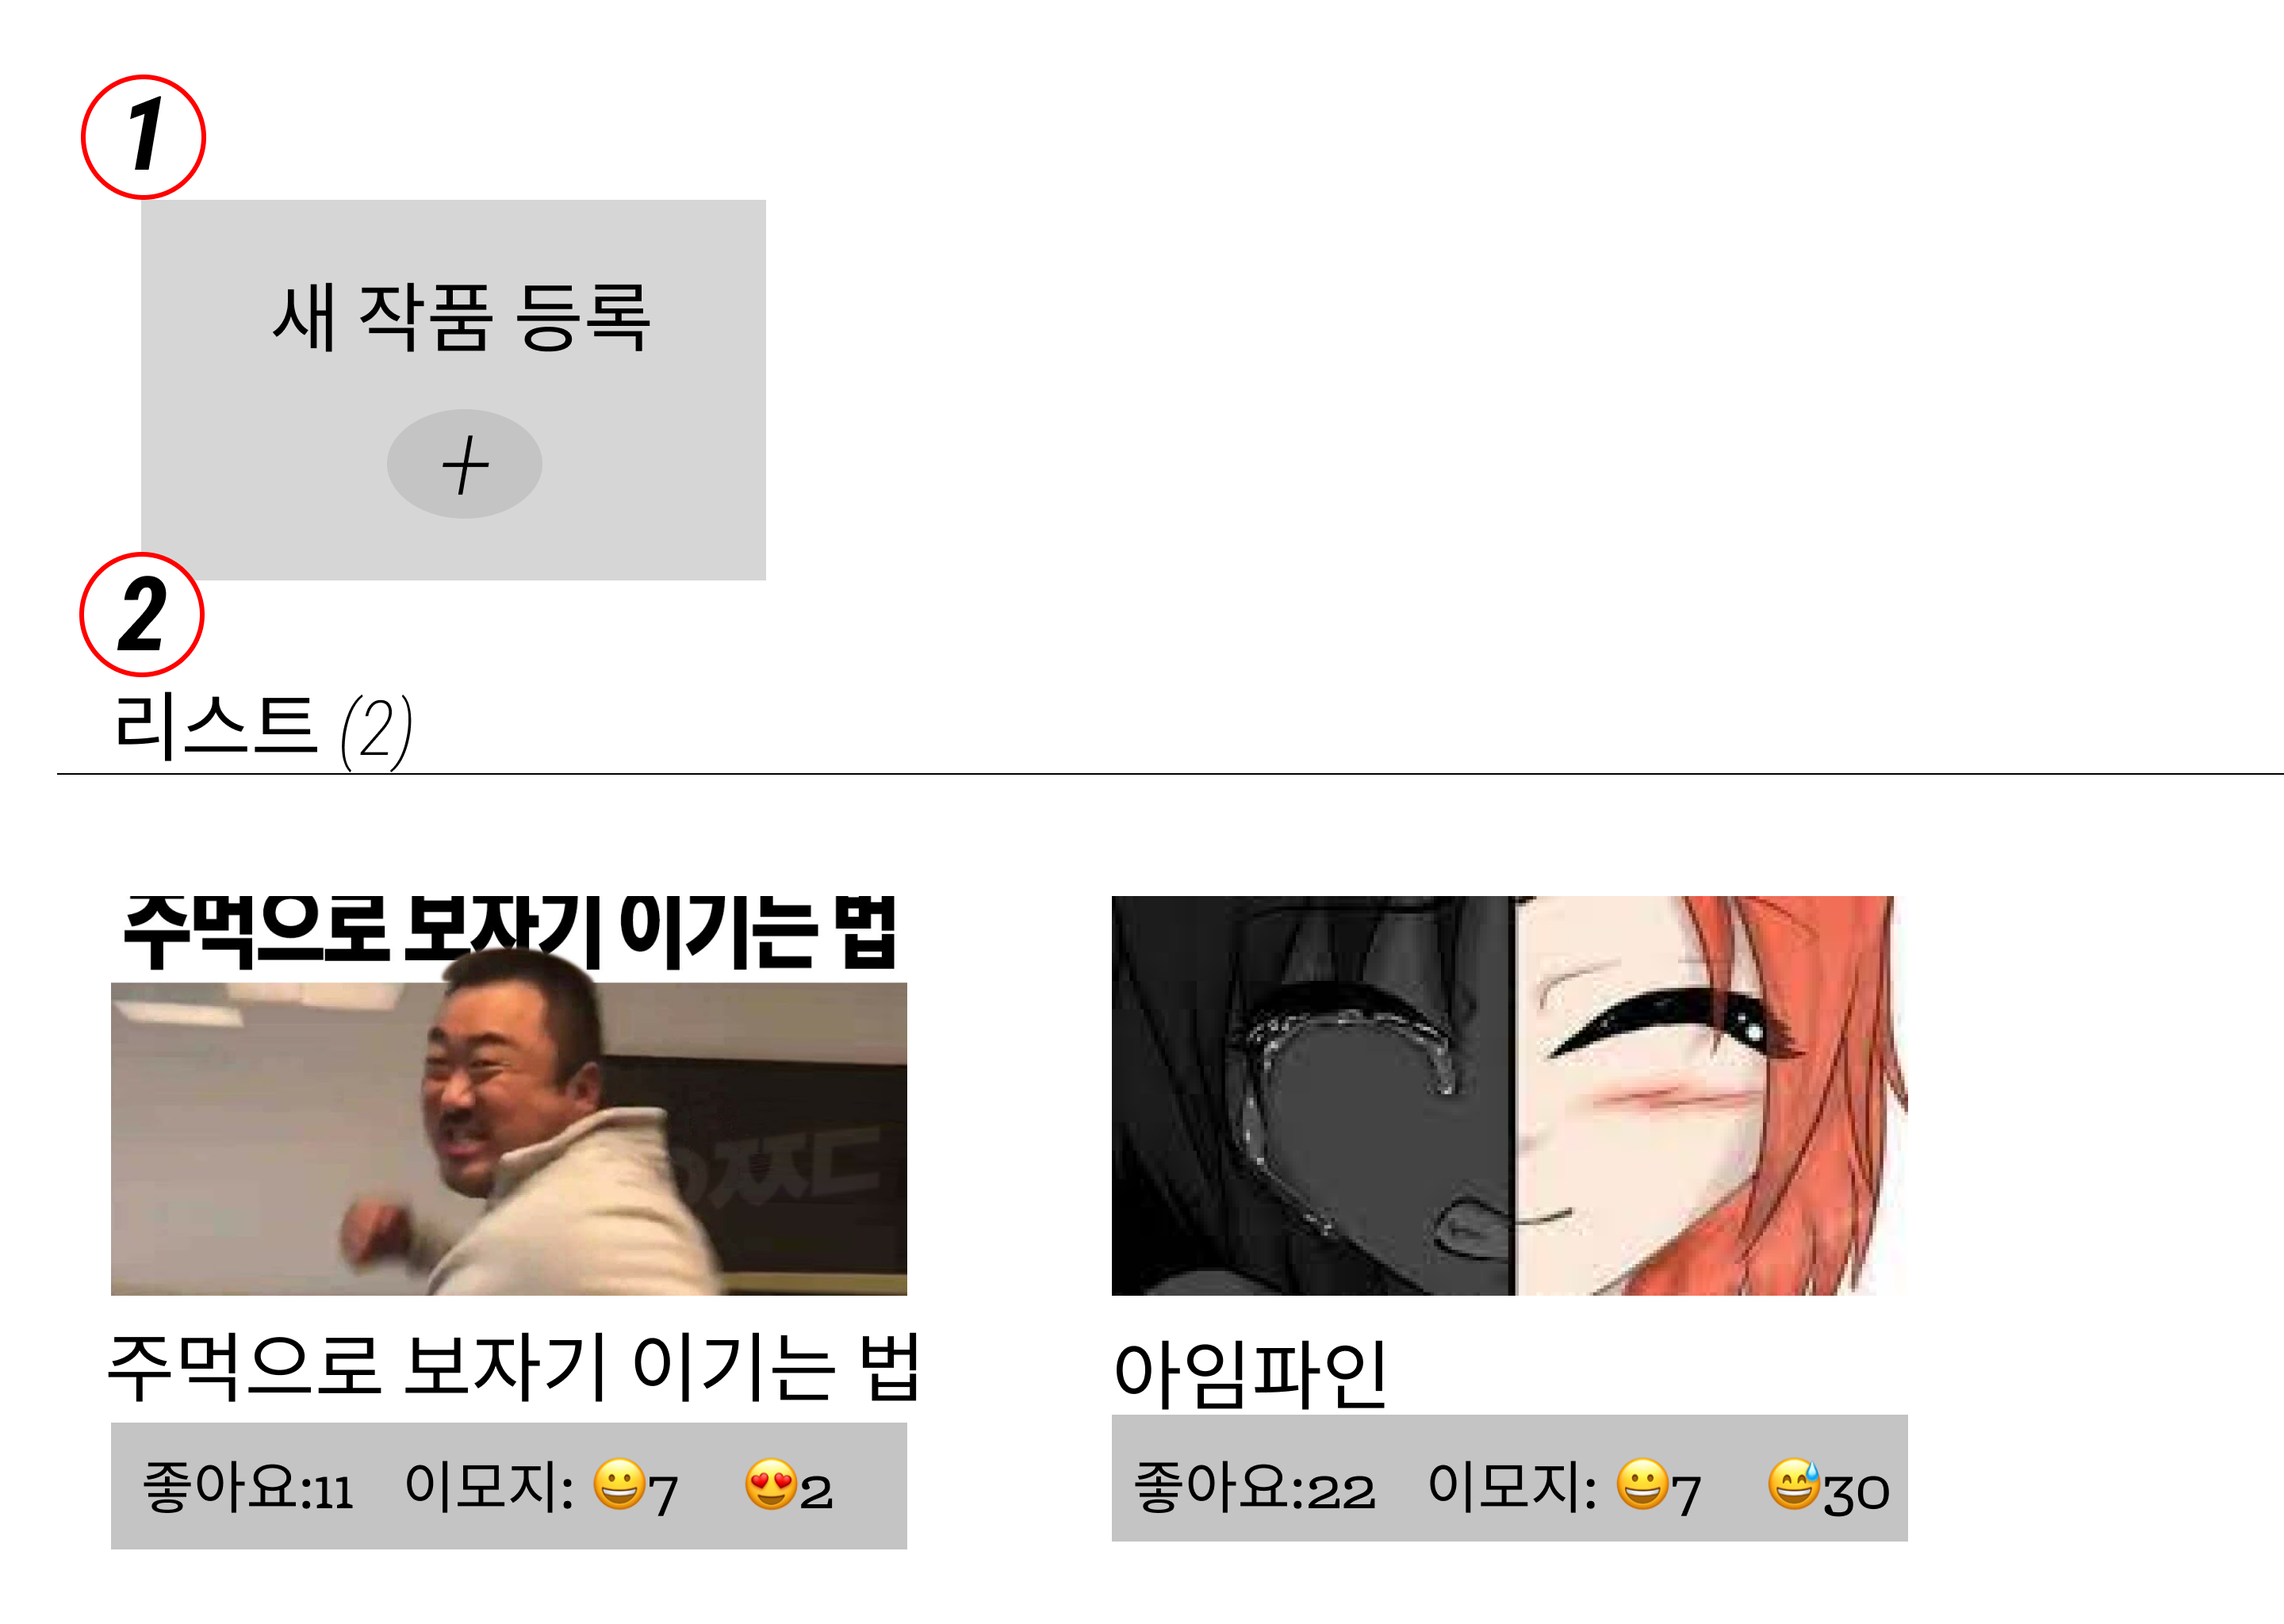 1
새 작품 등록
+
2
리스트 (2)
주먹으로 보자기 이기는 법
주먹으로 보자기 이기는 법
아임파인
좋아요:11 이모지: 😀7 😍2
좋아요:22 이모지: 😀7 😅30